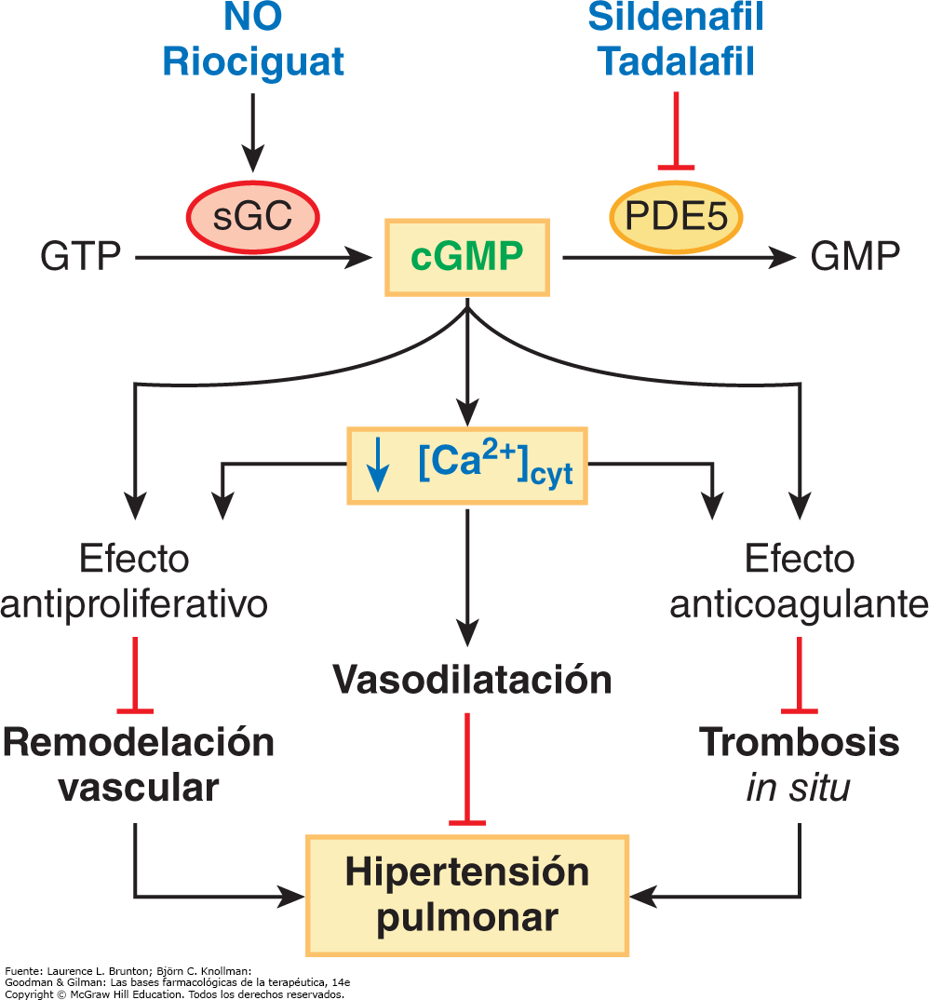 NO
Riociguat
Sildenafil
Tadalafil
sGC
PDE5
GTP
cGMP
GMP
↓ [Ca²⁺]cyt
Efecto
antiproliferativo
Efecto
anticoagulante
Vasodilatación
Remodelación
vascular
Trombosis
in situ
Hipertensión
pulmonar
Fuente: Laurence L. Brunton; Björn C. Knollman:
Goodman & Gilman: Las bases farmacológicas de la terapéutica, 14e
Copyright © McGraw Hill Education. Todos los derechos reservados.